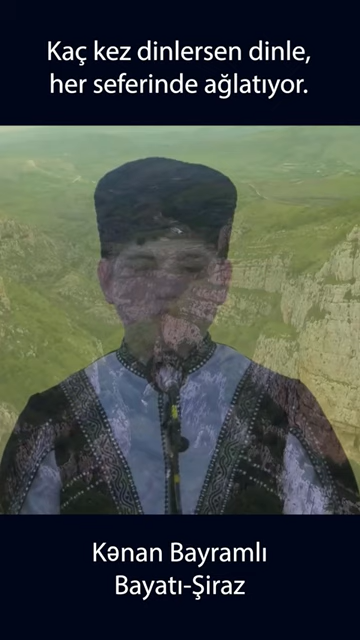 Kaç kez dinlersen dinle,
her seferinde ağlatıyor.
Kənan Bayramlı
Bayatı-Şiraz